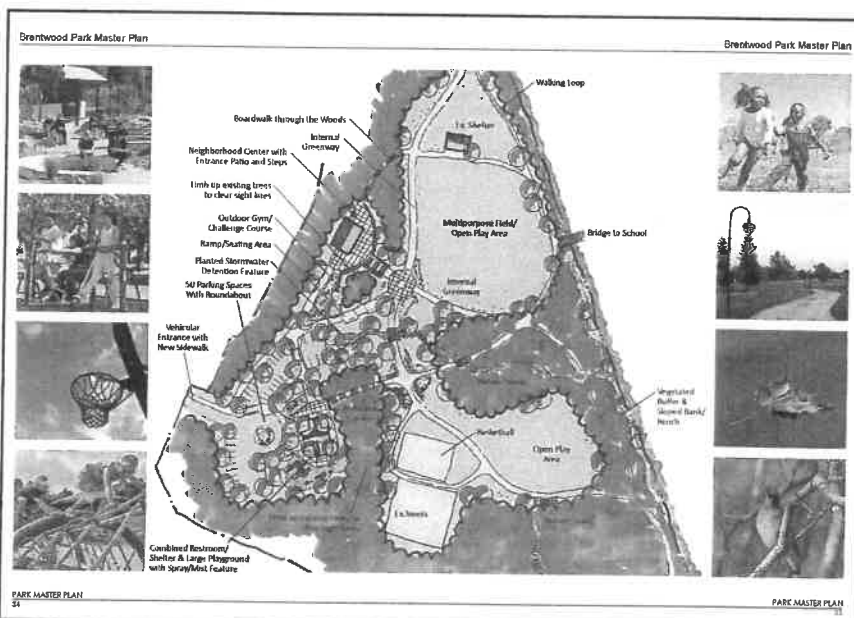 Brentwood Park Master Plan
Brentwood Park Master Plan
Walking Loop
Boardwalk through the Woods
Internal
Greenway
Ex. Shelter
Neighborhood Center with
Entrance Patio and Steps
Limb up existing trees
to clear sight lines
Multipurpose Field/
Open Play Area
Outdoor Gym/
Challenge Course
Bridge to School
Ramp/Seating Area
Planted Stormwater
Detention Feature
Internal
Greenway
50 Parking Spaces
With Roundabout
Vehicular
Entrance with
New Sidewalk
Vegetated
Buffer &
Sloped Bank/
Basketball
Open Play
Area
Ex. Tennis
Combined Restroom/
Shelter & Large Playground
with Spray/Mist Feature
PARK MASTER PLAN
34
PARK MASTER PLAN